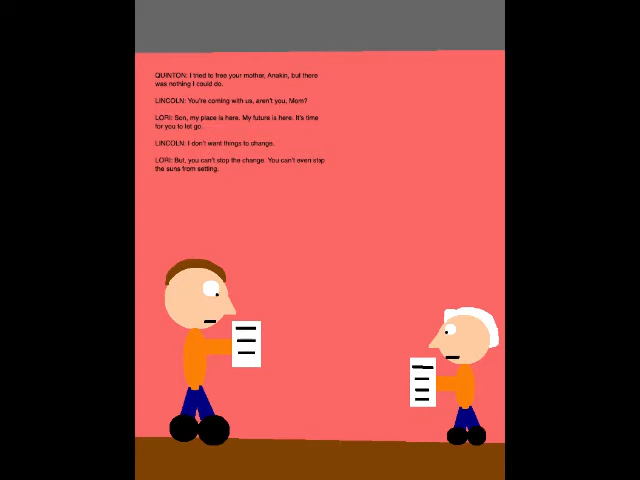 QUINTON: I tried to free your mother, Anakin, but there
was nothing I could do.
LINCOLN: You're coming with us, aren't you, Mom?
LORI: Son, my place is here. My future is here. It's time
for you to let go.
LINCOLN: I don't want things to change.
LORI: But, you can't stop the change. You can't even stop
the suns from setting.